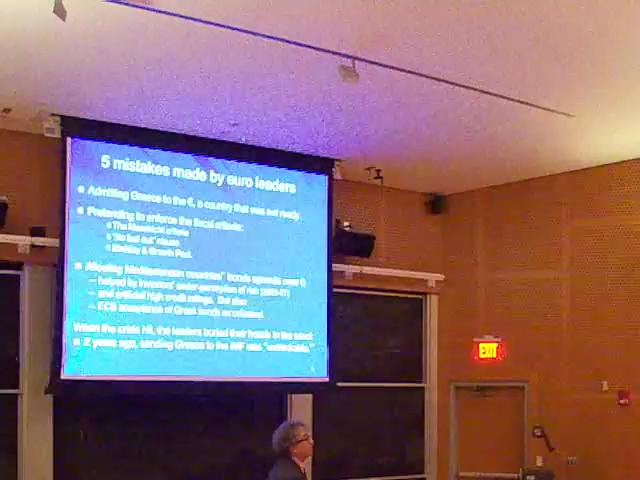 5 mistakes made by euro leaders
Admitting Greece to the €, a country that was not ready.
Pretending to enforce the fiscal criteria:
The Maastricht criteria
"No bail out" clause
Stability & Growth Pact.
Allowing Mediterranean countries' bonds
– helped by investors' under-perception of risk
– and artificial high credit ratings. But also
– ECB acceptance of Greek bonds as collateral.
When the crisis hit, the leaders buried their heads in the sand:
2 years ago, sending Greece to the IMF was "unthinkable."
EXIT